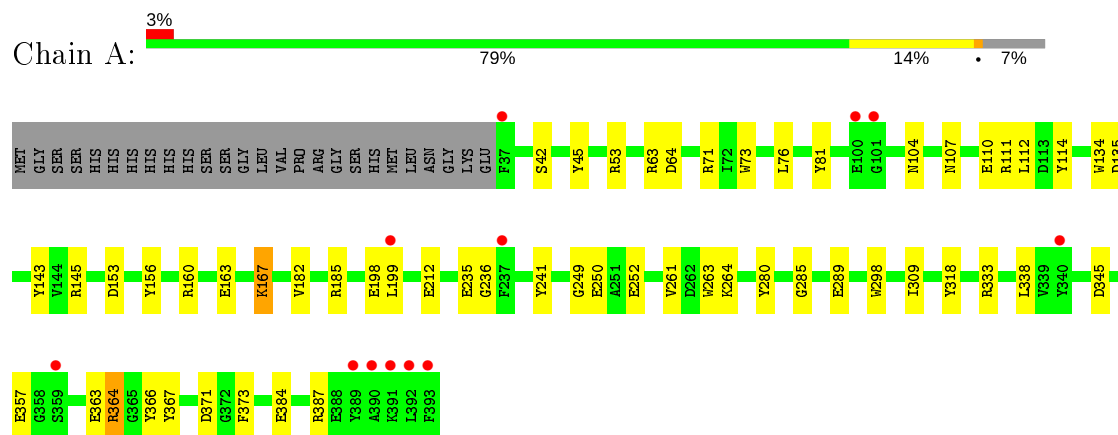 3%
Chain A:
79% 14% • 7%
MET GLY SER SER HIS HIS HIS HIS HIS HIS SER SER GLY LEU VAL PRO ARG GLY SER HIS MET LEU ASN GLY LYS GLU F37 S42 Y45 R53 R63 D64 R71 I72 W73 L76 Y81 E100 G101 N104 N107 E110 R111 L112 D113 Y114 W134 D135
Y143 V144 R145 D153 Y156 R160 E163 K167 V182 R185 E198 L199 E212 E235 G236 F237 Y241 G249 E250 A251 E252 V261 D262 W263 K264 Y280 G285 E289 W298 I309 Y318 R333 L338 V339 Y340 D345
E357 G358 S359 E363 R364 G365 Y366 Y367 D371 G372 F373 E384 R387 E388 Y389 A390 K391 L392 F393